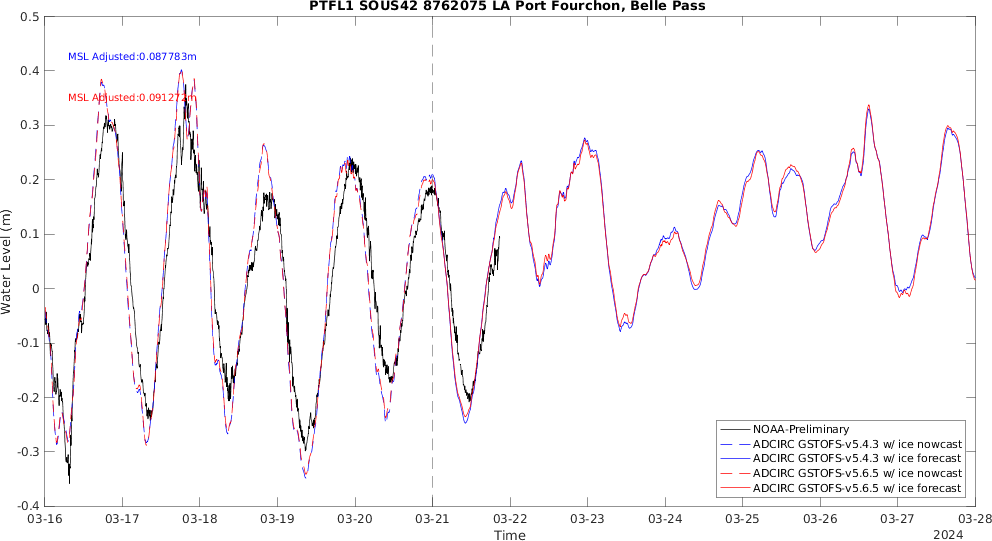 PTFL1 SOUS42 8762075 LA Port Fourchon, Belle Pass
0.5
MSL Adjusted:0.087783m
0.4
MSL Adjusted:0.091272m
0.3
0.2
0.1
0
-0.1
-0.2
-0.3
-0.4
Water Level (m)
NOAA-Preliminary
ADCIRC GSTOFS-v5.4.3 w/ ice nowcast
ADCIRC GSTOFS-v5.4.3 w/ ice forecast
ADCIRC GSTOFS-v5.6.5 w/ ice nowcast
ADCIRC GSTOFS-v5.6.5 w/ ice forecast
03-16 03-17 03-18 03-19 03-20 03-21 03-22 03-23 03-24 03-25 03-26 03-27 03-28
Time
2024